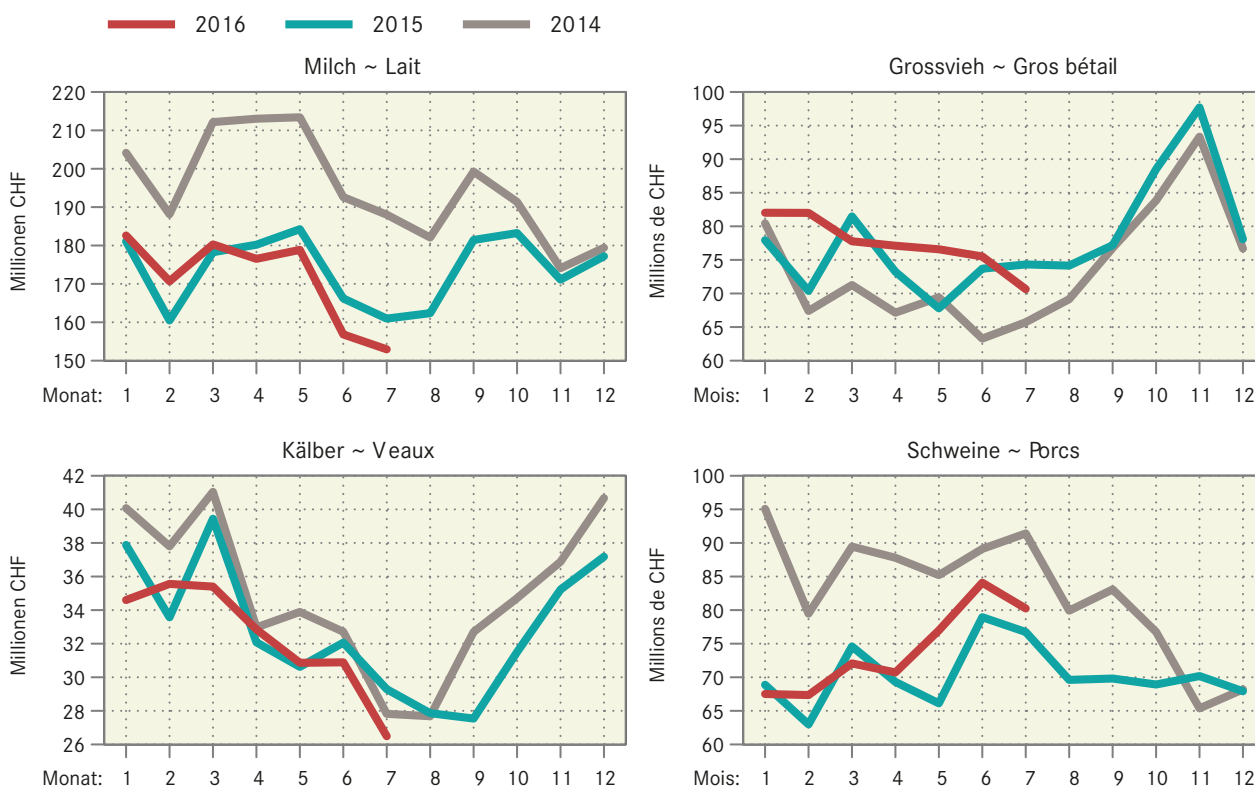 2016 2015 2014
Milch ~ Lait
Millionen CHF
220
210
200
190
180
170
160
150
Monat: 1 2 3 4 5 6 7 8 9 10 11 12
Grossvieh ~ Gros bétail
Millions de CHF
100
95
90
85
80
75
70
65
60
Mois: 1 2 3 4 5 6 7 8 9 10 11 12
Kälber ~ Veaux
Millionen CHF
42
40
38
36
34
32
30
28
26
Monat: 1 2 3 4 5 6 7 8 9 10 11 12
Schweine ~ Porcs
Millions de CHF
100
95
90
85
80
75
70
65
60
Mois: 1 2 3 4 5 6 7 8 9 10 11 12